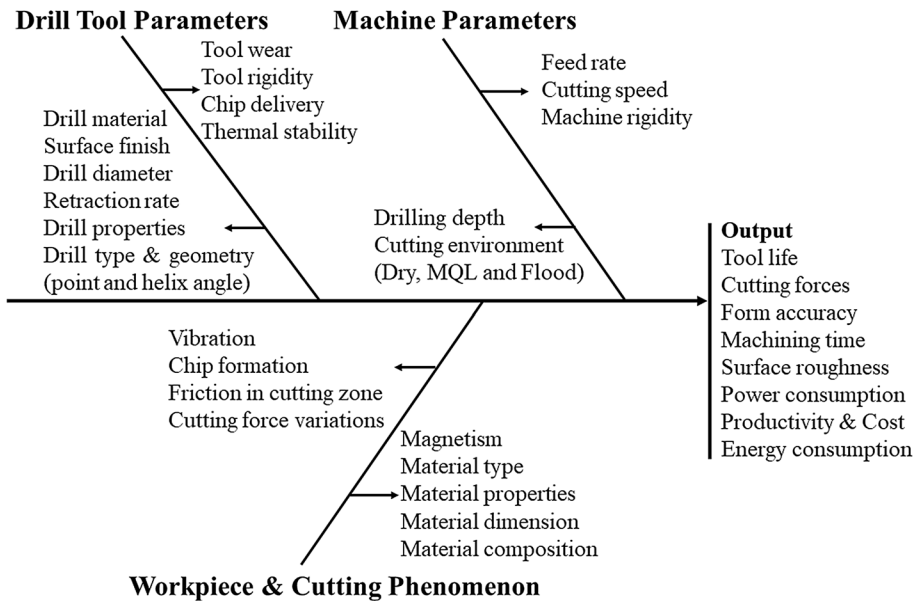 Drill Tool Parameters
Tool wear
Tool rigidity
Chip delivery
Thermal stability
Drill material
Surface finish
Drill diameter
Retraction rate
Drill properties
Drill type & geometry
(point and helix angle)
Machine Parameters
Feed rate
Cutting speed
Machine rigidity
Drilling depth
Cutting environment
(Dry, MQL and Flood)
Vibration
Chip formation
Friction in cutting zone
Cutting force variations
Magnetism
Material type
Material properties
Material dimension
Material composition
Workpiece & Cutting Phenomenon
Output
Tool life
Cutting forces
Form accuracy
Machining time
Surface roughness
Power consumption
Productivity & Cost
Energy consumption